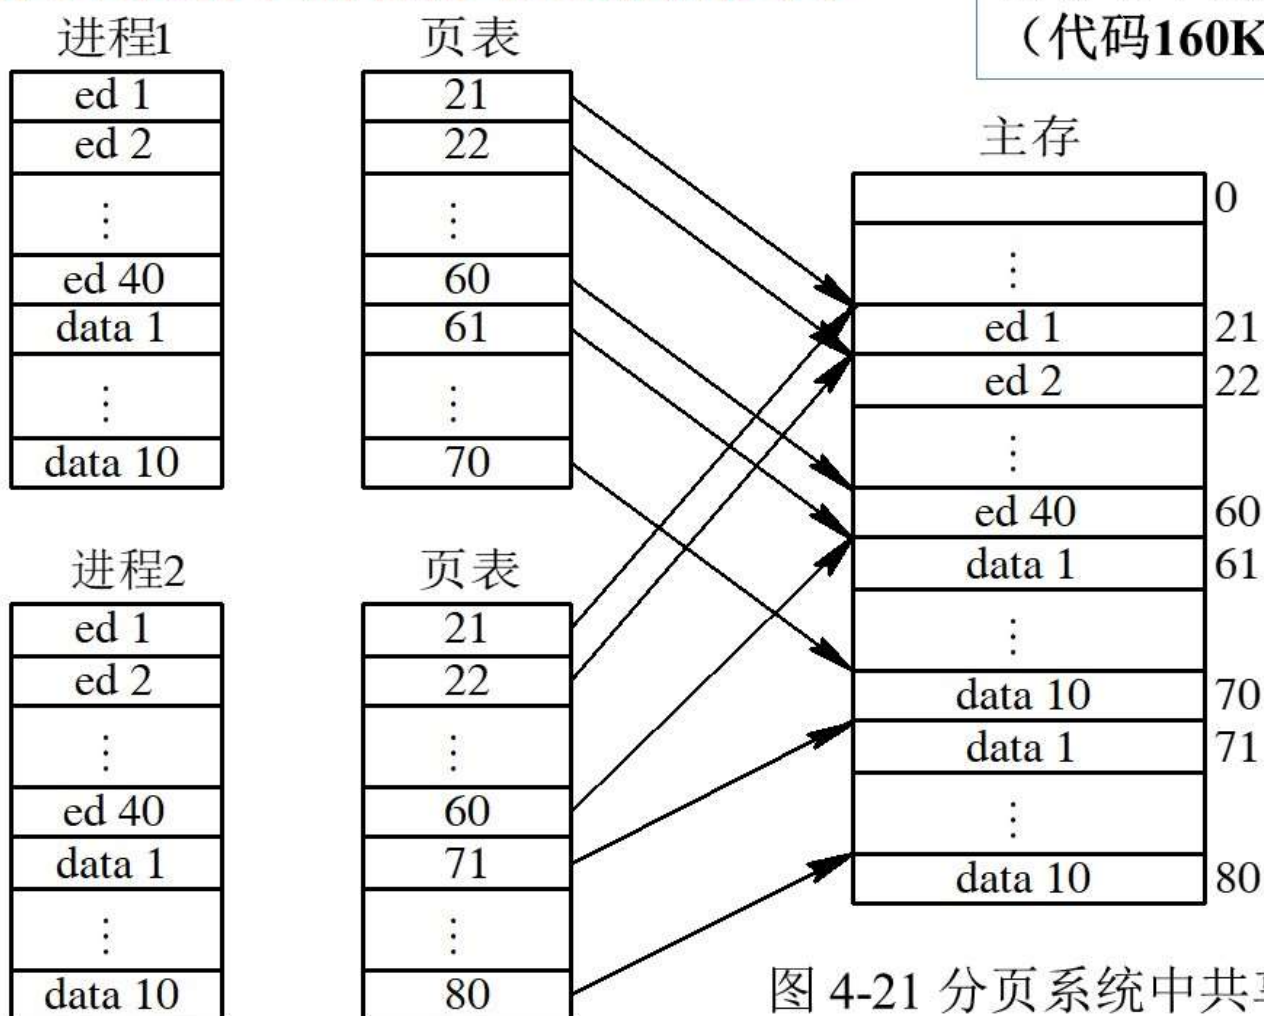 （代码160K
进程1
ed 1
ed 2
⋮
ed 40
data 1
⋮
data 10
页表
21
22
⋮
60
61
⋮
70
进程2
ed 1
ed 2
⋮
ed 40
data 1
⋮
data 10
页表
21
22
⋮
60
71
⋮
80
主存
0
⋮
ed 1 21
ed 2 22
⋮
ed 40 60
data 1 61
⋮
data 10 70
data 1 71
⋮
data 10 80
图 4-21 分页系统中共